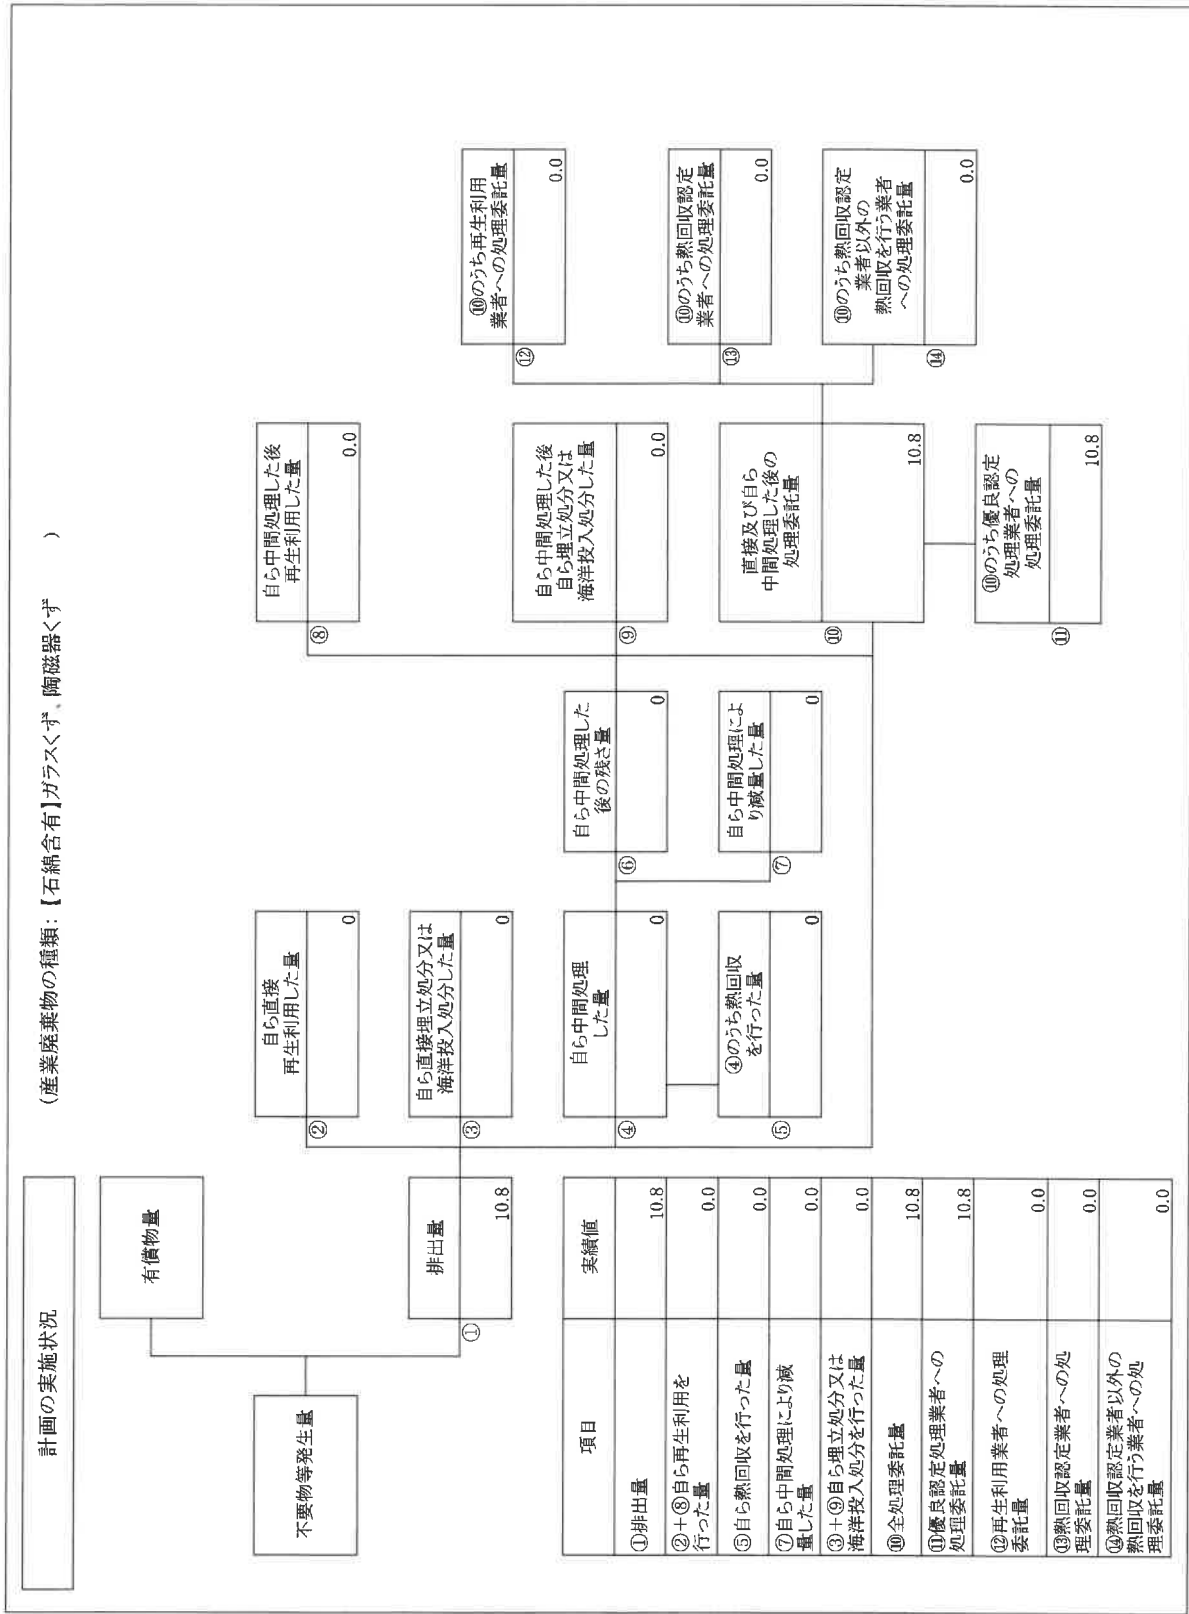 計画の実施状況
(産業廃棄物の種類:【石綿含有】ガラスくず、陶磁器くず )
不要物等発生量
有償物量
排出量
①
10.8
自ら直接
再生利用した量
②
0
自ら直接埋立処分又は
海洋投入処分した量
③
0
自ら中間処理
した量
④
0
④のうち熱回収
を行った量
⑤
0
自ら中間処理した
後の残さ量
⑥
0
自ら中間処理によ
り減量した量
⑦
0
自ら中間処理した後
再生利用した量
⑧
0.0
自ら中間処理した後
自ら埋立処分又は
海洋投入処分した量
⑨
0.0
直接及び自ら
中間処理した後の
処理委託量
⑩
10.8
⑩のうち優良認定
処理業者への
処理委託量
⑪
10.8
⑩のうち再生利用
業者への処理委託量
⑫
0.0
⑩のうち熱回収認定
業者への処理委託量
⑬
0.0
⑩のうち熱回収認定
業者以外の
熱回収を行う業者
への処理委託量
⑭
0.0
項目
実績値
①排出量
10.8
②+⑧自ら再生利用を
行った量
0.0
⑤自ら熱回収を行った量
0.0
⑦自ら中間処理により減
量した量
0.0
③+⑨自ら埋立処分又は
海洋投入処分を行った量
0.0
⑩全処理委託量
10.8
⑪優良認定処理業者への
処理委託量
10.8
⑫再生利用業者への処理
委託量
0.0
⑬熱回収認定業者への処
理委託量
0.0
⑭熱回収認定業者以外の
熱回収を行う業者への処
理委託量
0.0